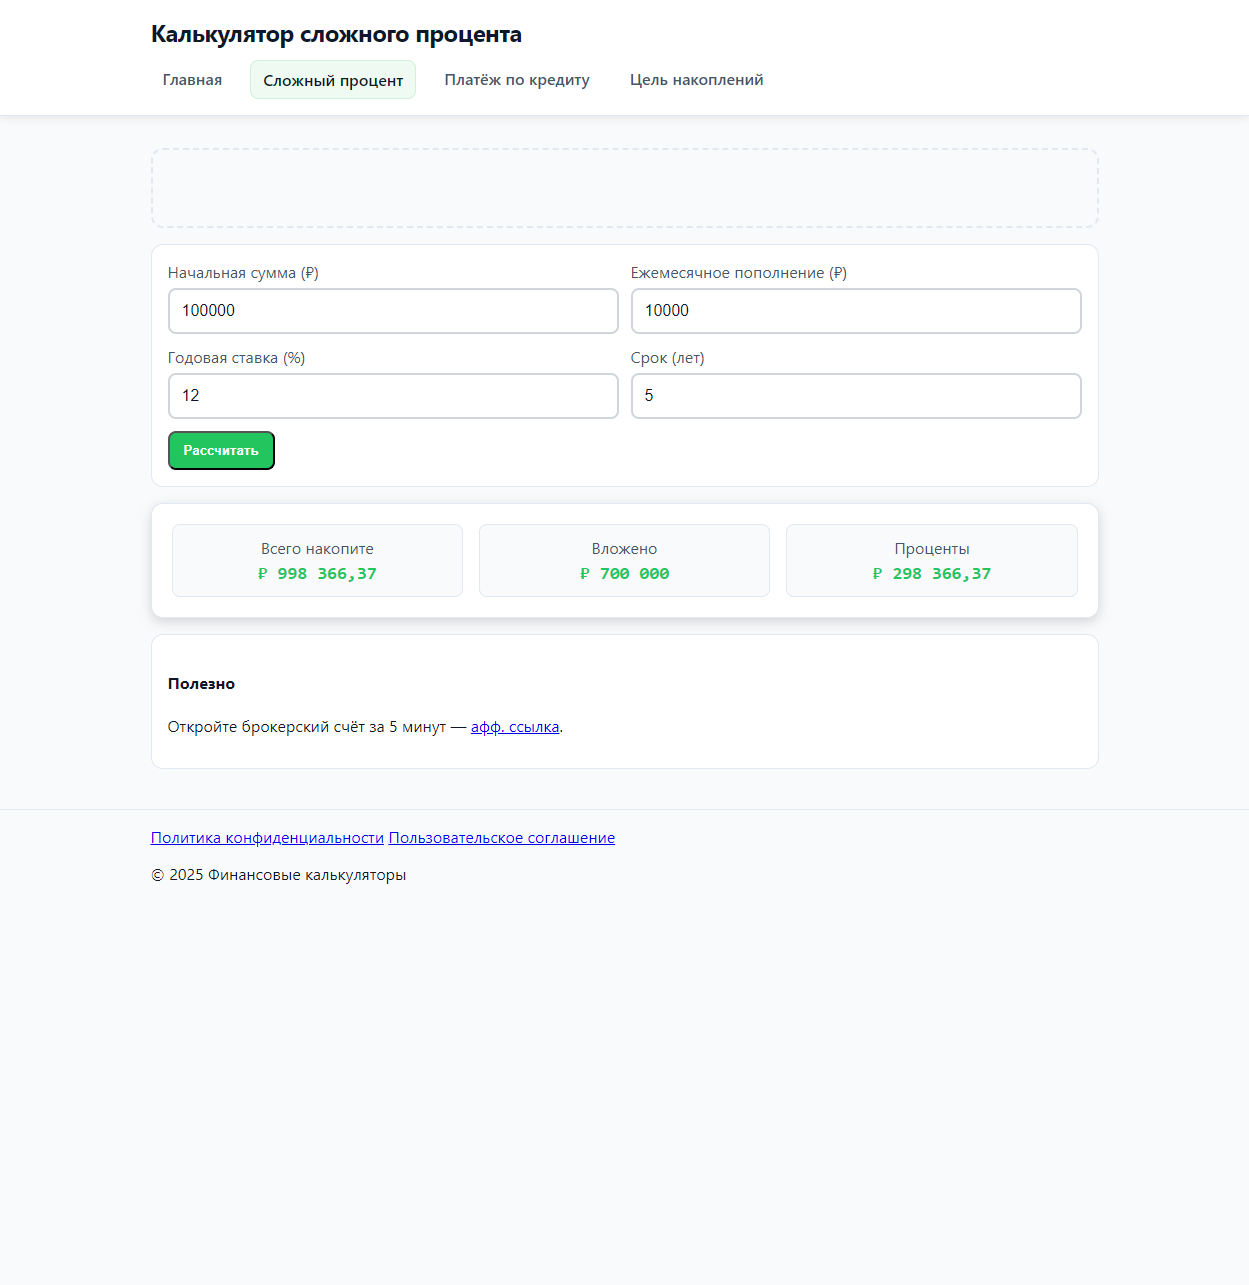 Калькулятор сложного процента
Главная Сложный процент Платёж по кредиту Цель накоплений
Начальная сумма (₽) Ежемесячное пополнение (₽)
100000 10000
Годовая ставка (%) Срок (лет)
12 5
Рассчитать
Всего накопите Вложено Проценты
₽ 998 366,37 ₽ 700 000 ₽ 298 366,37
Полезно
Откройте брокерский счёт за 5 минут — афф. ссылка.
Политика конфиденциальности Пользовательское соглашение
© 2025 Финансовые калькуляторы